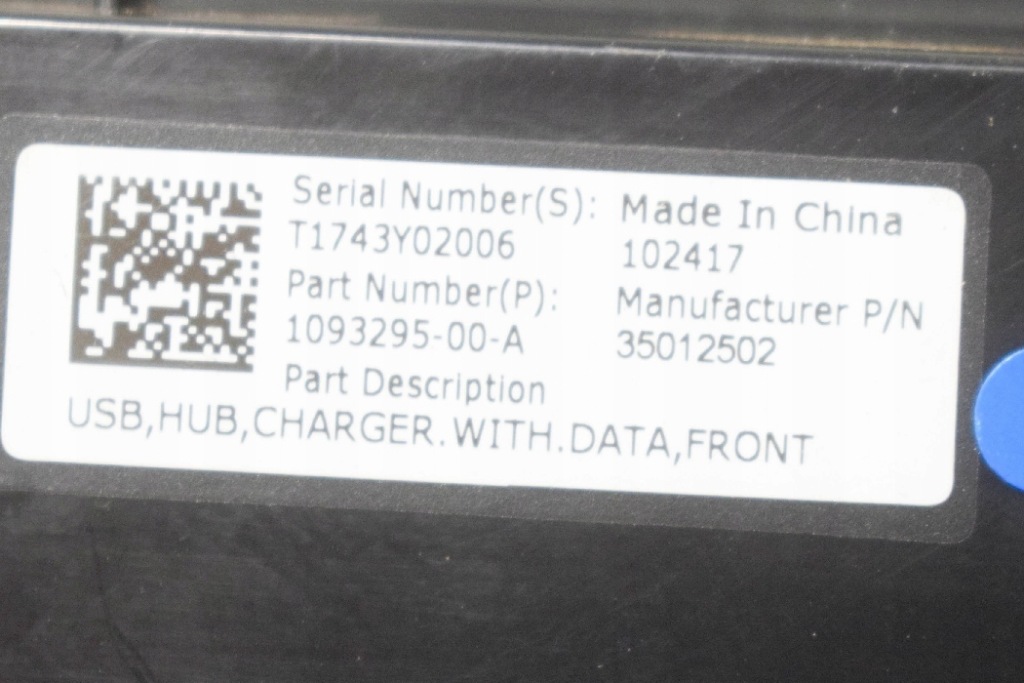 Serial Number(S):
T1743Y02006
Part Number(P):
1093295-00-A
Part Description
USB,HUB,CHARGER.WITH.DATA,FRONT
Made In China
102417
Manufacturer P/N
35012502